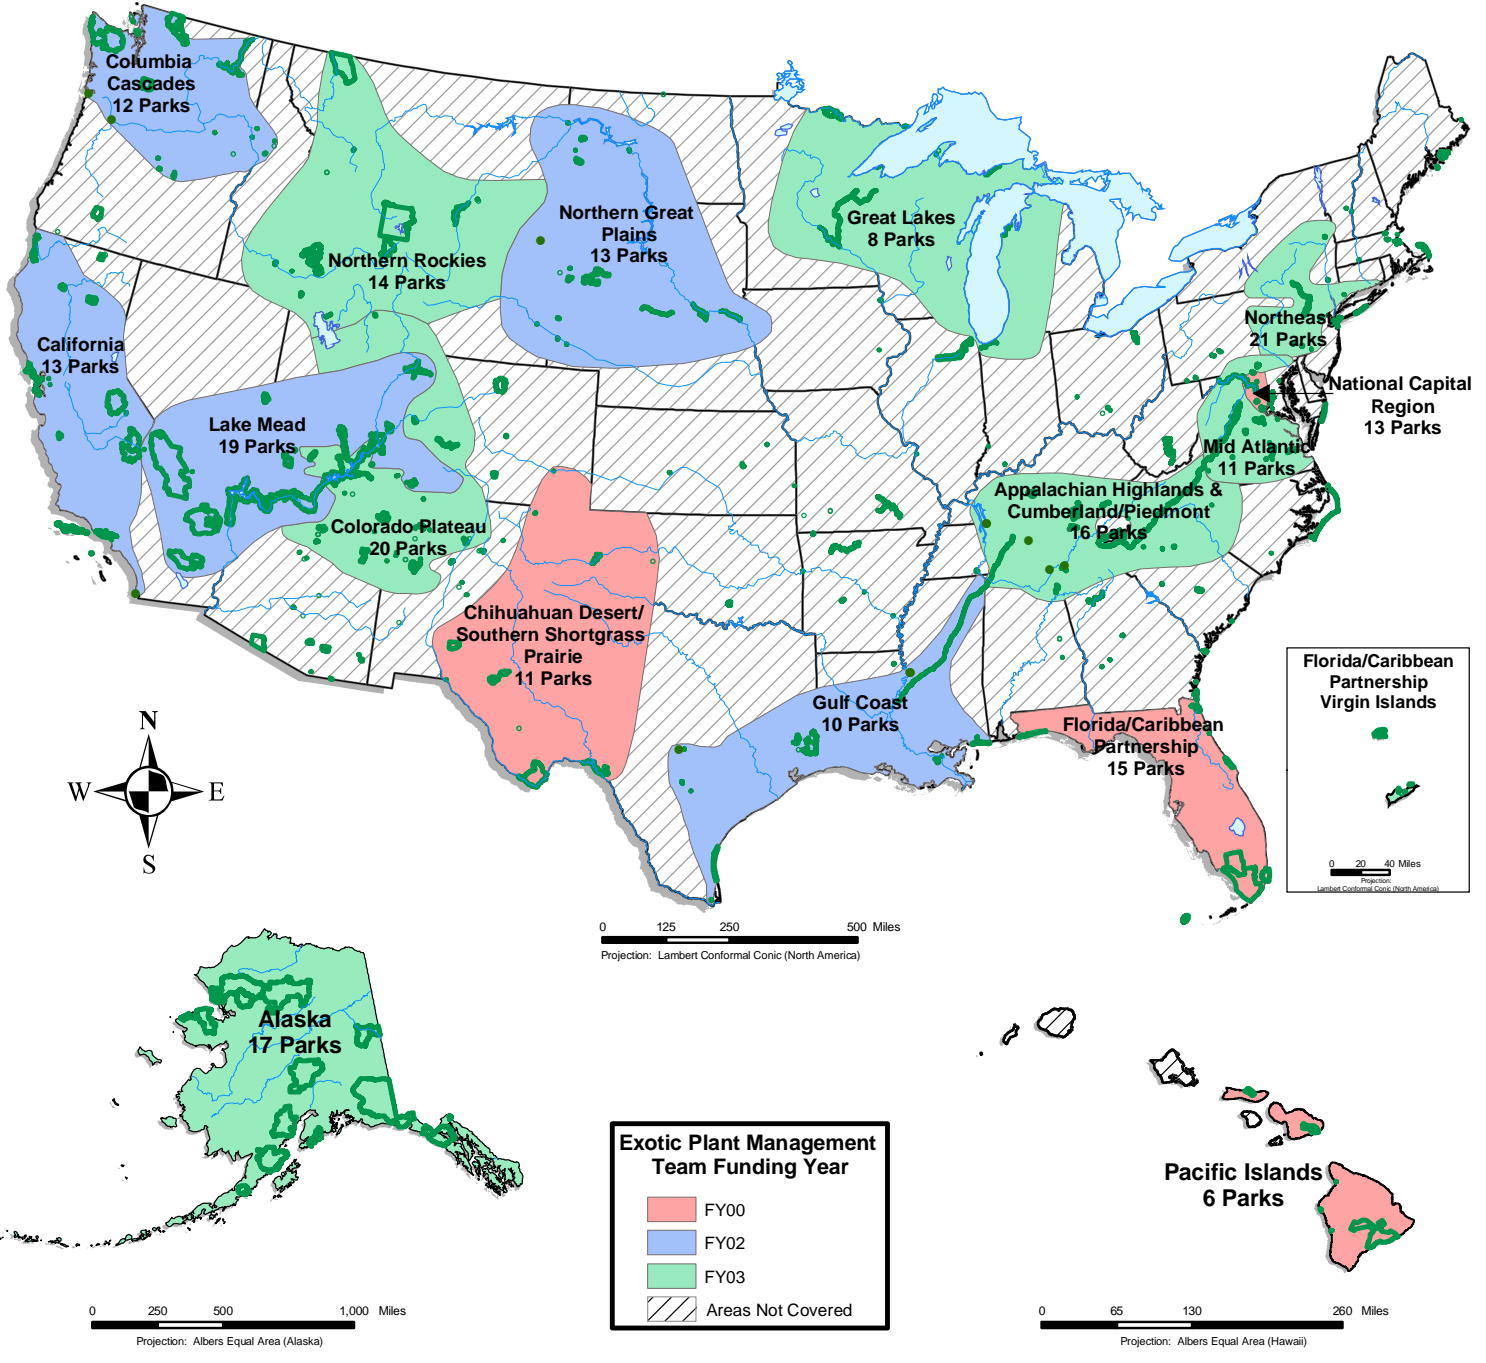 Columbia
Cascades
12 Parks
Northern Great
Plains
13 Parks
Great Lakes
8 Parks
Northern Rockies
14 Parks
Northeast
21 Parks
California
13 Parks
National Capital
Region
13 Parks
Lake Mead
19 Parks
Mid Atlantic
11 Parks
Appalachian Highlands &
Cumberland/Piedmont
16 Parks
Colorado Plateau
20 Parks
Chihuahuan Desert/
Southern Shortgrass
Prairie
11 Parks
Florida/Caribbean
Partnership
Virgin Islands
Gulf Coast
10 Parks
Florida/Caribbean
Partnership
15 Parks
N
W
E
S
0 20 40 Miles
Projection:
Lambert Conformal Conic (North America)
0 125 250 500 Miles
Projection: Lambert Conformal Conic (North America)
Alaska
17 Parks
Pacific Islands
6 Parks
Exotic Plant Management
Team Funding Year
FY00
FY02
FY03
Areas Not Covered
0 250 500 1,000 Miles
Projection: Albers Equal Area (Alaska)
0 65 130 260 Miles
Projection: Albers Equal Area (Hawaii)